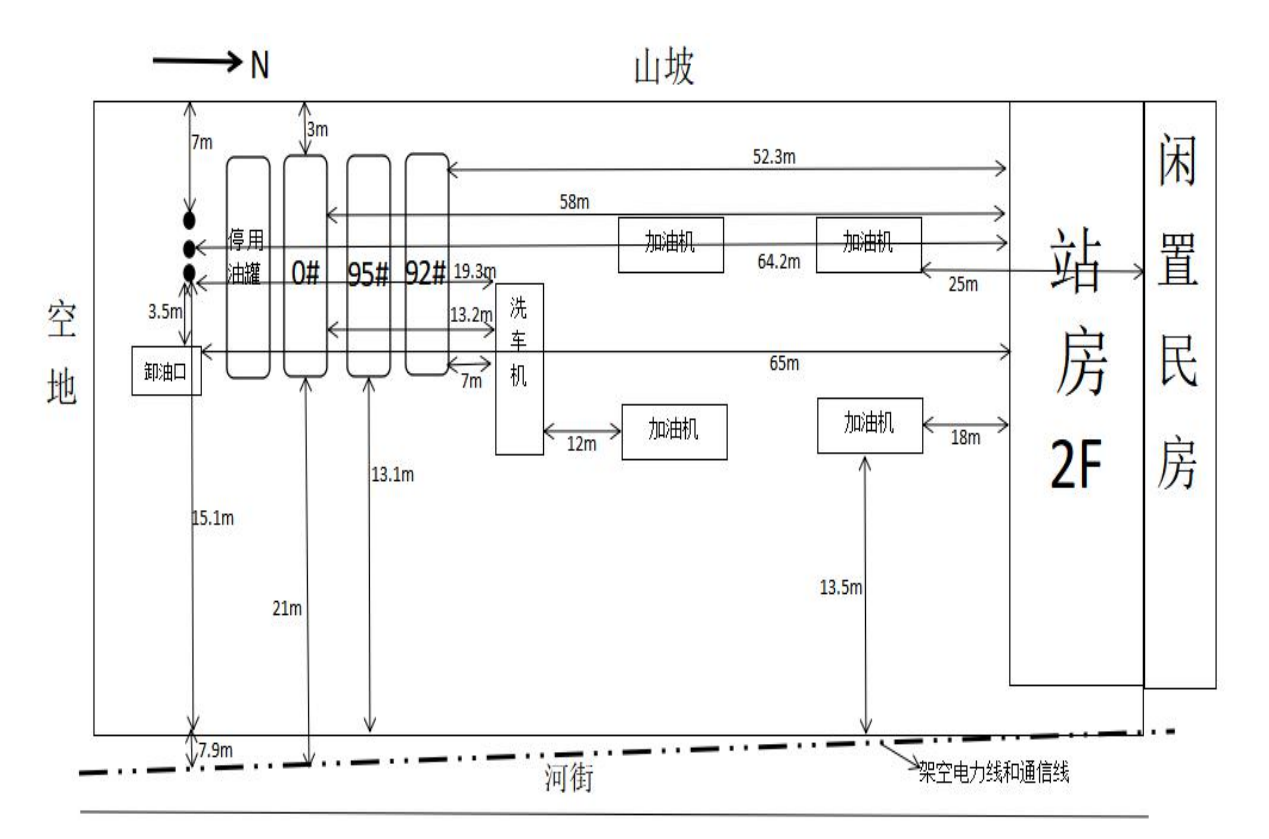 N
山坡
7m
3m
52.3m
58m
加油机
加油机
64.2m
25m
停用
油罐
0#
95#
92#
19.3m
13.2m
7m
洗
车
机
3.5m
卸油口
65m
12m
加油机
加油机
18m
13.1m
15.1m
21m
13.5m
7.9m
空
地
站
房
2F
闲
置
民
房
河街
架空电力线和通信线